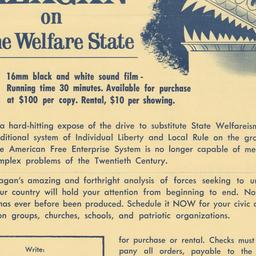 on
he Welfare State
16mm black and white sound film -
Running time 30 minutes. Available for purchase
at $100 per copy. Rental, $10 per showing.
a hard-hitting expose of the drive to substitute State Welfareism
ditional system of Individual Liberty and Local Rule on the gro
e American Free Enterprise System is no longer capable of me
mplex problems of the Twentieth Century.
agan's amazing and forthright analysis of forces seeking to un
ur country will hold your attention from beginning to end. No
has ever before been produced. Schedule it NOW for your civic c
on groups, churches, schools, and patriotic organizations.
Write:
for purchase or rental. Checks must
pany all orders, payable to the